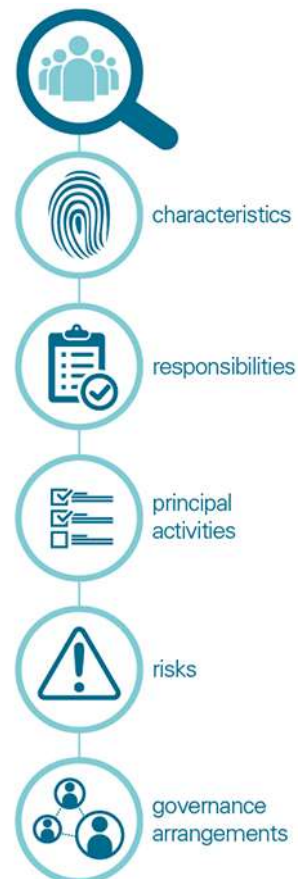 characteristics
responsibilities
principal
activities
risks
governance
arrangements